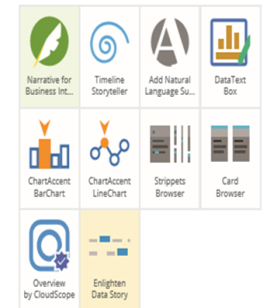 Narrative for
Business Int...
Timeline
Storyteller
Add Natural
Language Su...
DataText
Box
ChartAccent
BarChart
ChartAccent
LineChart
Strippets
Browser
Card
Browser
Overview
by CloudScope
Enlighten
Data Story